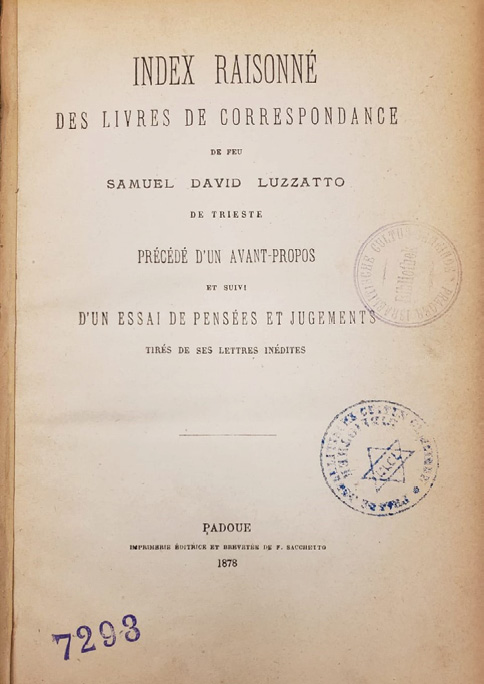 INDEX RAISONNÉ
DES LIVRES DE CORRESPONDANCE
DE FEU
SAMUEL DAVID LUZZATTO
DE TRIESTE
PRÉCÉDÉ D'UN AVANT-PROPOS
ET SUIVI
D'UN ESSAI DE PENSÉES ET JUGEMENTS
TIRÉS DE SES LETTRES INÉDITES
Bibliothek
PADOUE
IMPRIMERIE ÉDITRICE ET BREVETÉE DE F. SACCHETTO
1878
7293